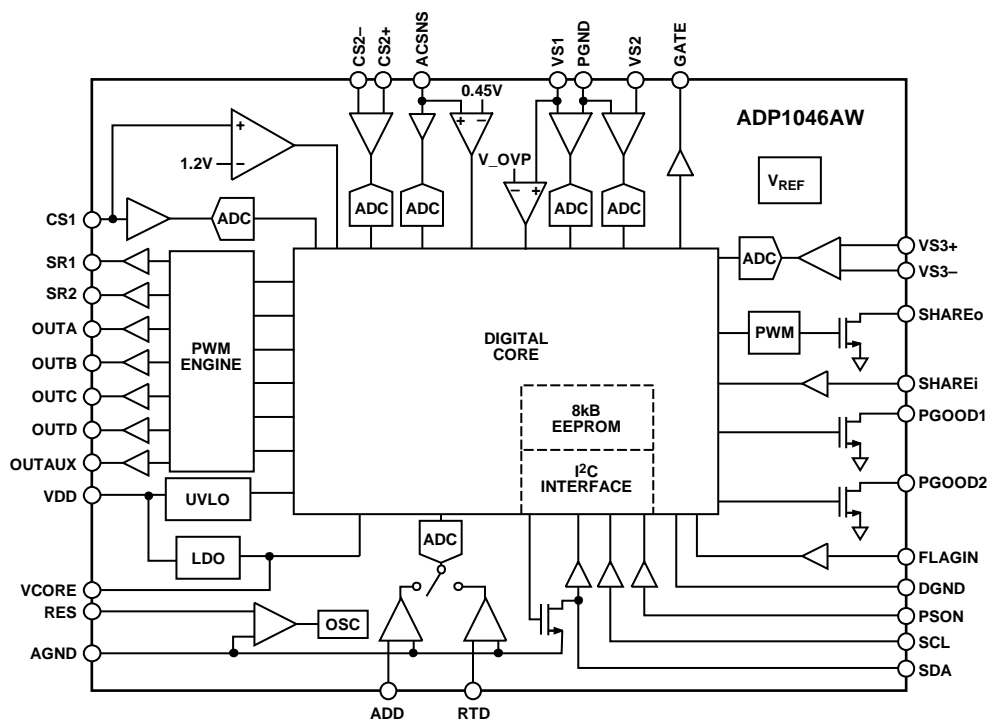 CS2–
CS2+
ACSNS
VS1
PGND
VS2
GATE
0.45V
+ –
ADP1046AW
+
1.2V –
V_OVP
– +
VREF
ADC
ADC
ADC
ADC
CS1
ADC
ADC
VS3+
VS3–
SR1
SR2
OUTA
OUTB
OUTC
OUTD
OUTAUX
PWM
ENGINE
DIGITAL
CORE
PWM
SHAREo
SHAREi
8kB
EEPROM
PGOOD1
I2C
INTERFACE
PGOOD2
VDD
UVLO
ADC
LDO
FLAGIN
VCORE
DGND
RES
OSC
PSON
SCL
AGND
SDA
ADD
RTD